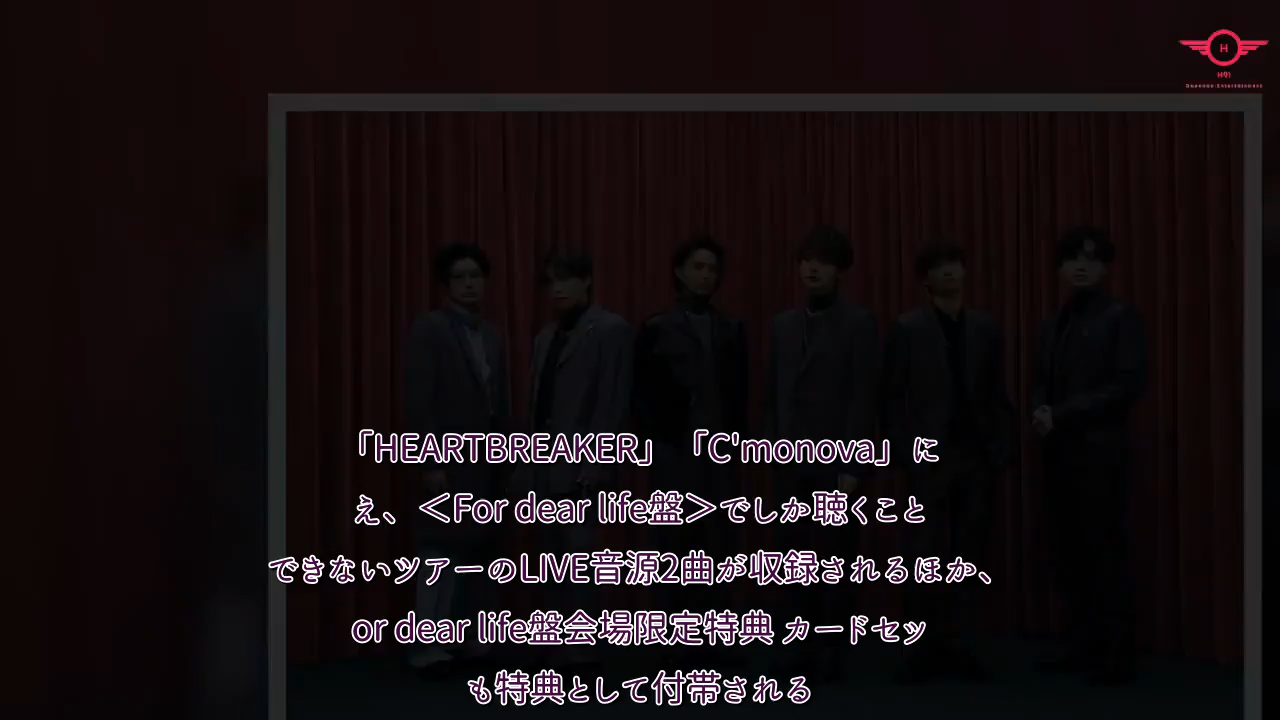 H
H91
「HEARTBREAKER」 「C'monova」に
え、＜For dear life盤＞でしか聴くこと
できないツアーのLIVE音源2曲が収録されるほか、
or dear life盤会場限定特典 カードセッ
も特典として付帯される